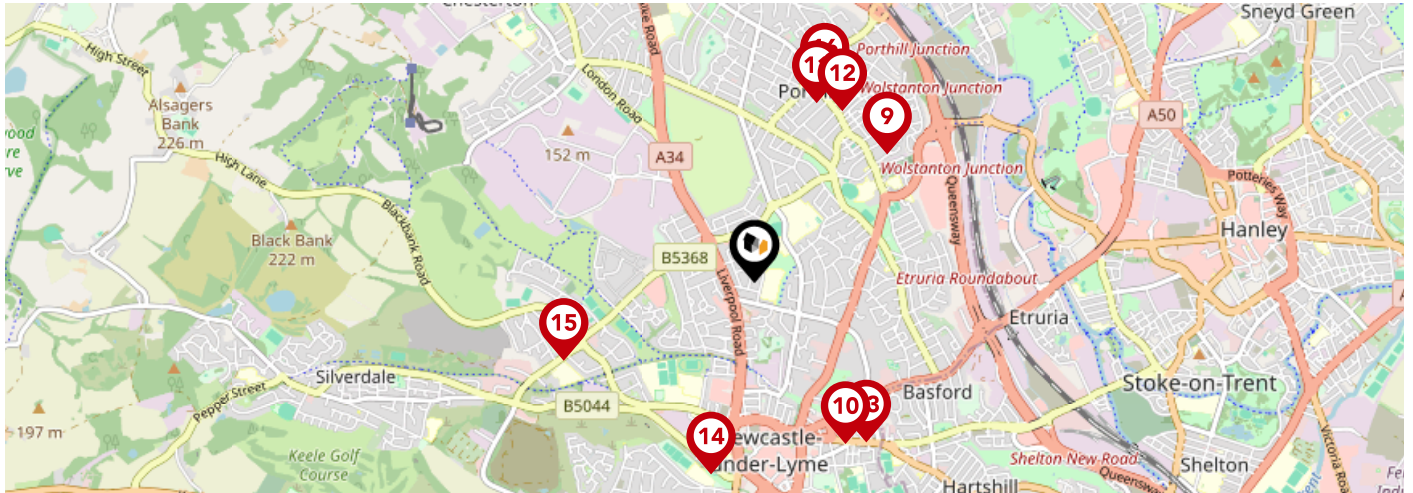 Chesterton
Sneyd Green
High Street
London Road
Porthill Junction
Wolstanton Junction
12
9
A50
Alsagers
Bank
226 m
152 m
A34
High Lane
Wolstanton Junction
Potteries Way
Queensway
Blackbank Road
Hanley
Black Bank
222 m
B5368
Liverpool Road
Etruria Roundabout
15
Etruria
Silverdale
Pepper Street
B5044
Basford
Stoke-on-Trent
10
14
197 m
Keele Golf
Course
Shelton New Road
Queensway
Shelton
Victoria Road
Hartshill